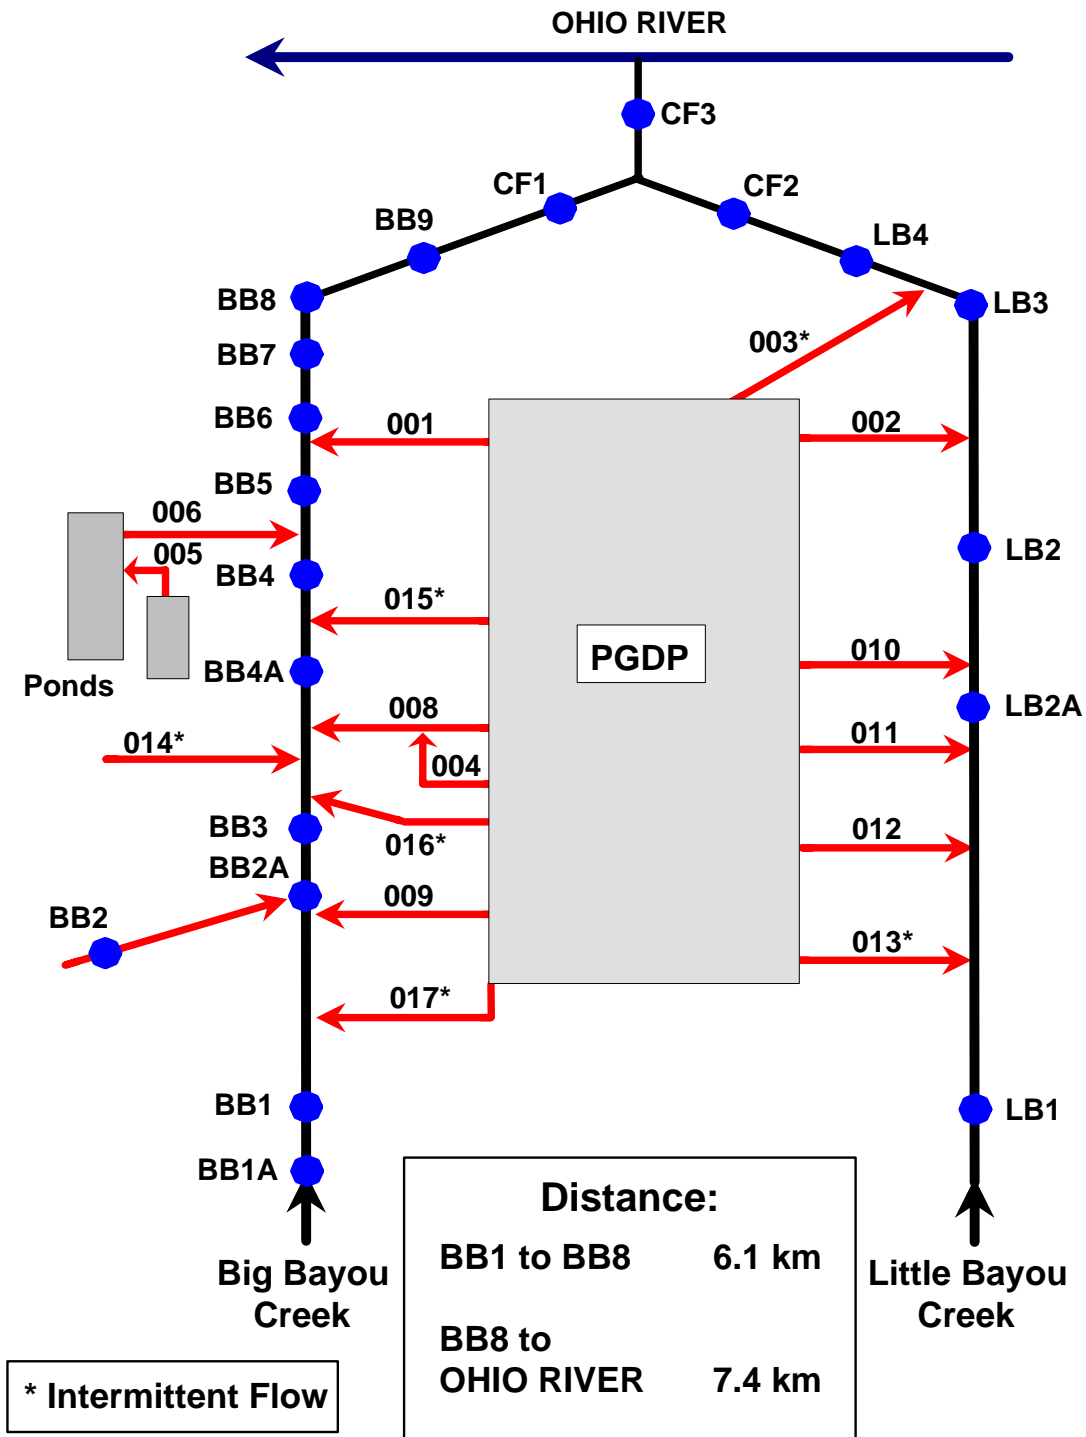 OHIO RIVER
CF3
CF1
CF2
BB9
LB4
BB8
LB3
003*
BB7
BB6
001
002
BB5
006
005
LB2
BB4
015*
PGDP
010
BB4A
Ponds
LB2A
008
014*
011
004
BB3
016*
012
BB2A
009
BB2
013*
017*
BB1
LB1
BB1A
Distance:
BB1 to BB8 6.1 km
BB8 to
OHIO RIVER 7.4 km
Big Bayou
Creek
Little Bayou
Creek
* Intermittent Flow